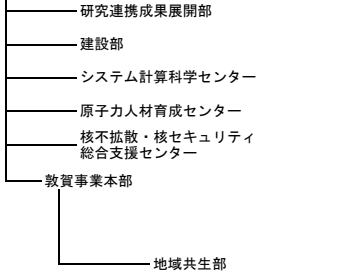 研究連携成果展開部
建設部
システム計算科学センター
原子力人材育成センター
核不拡散・核セキュリティ
総合支援センター
敦賀事業本部
地域共生部